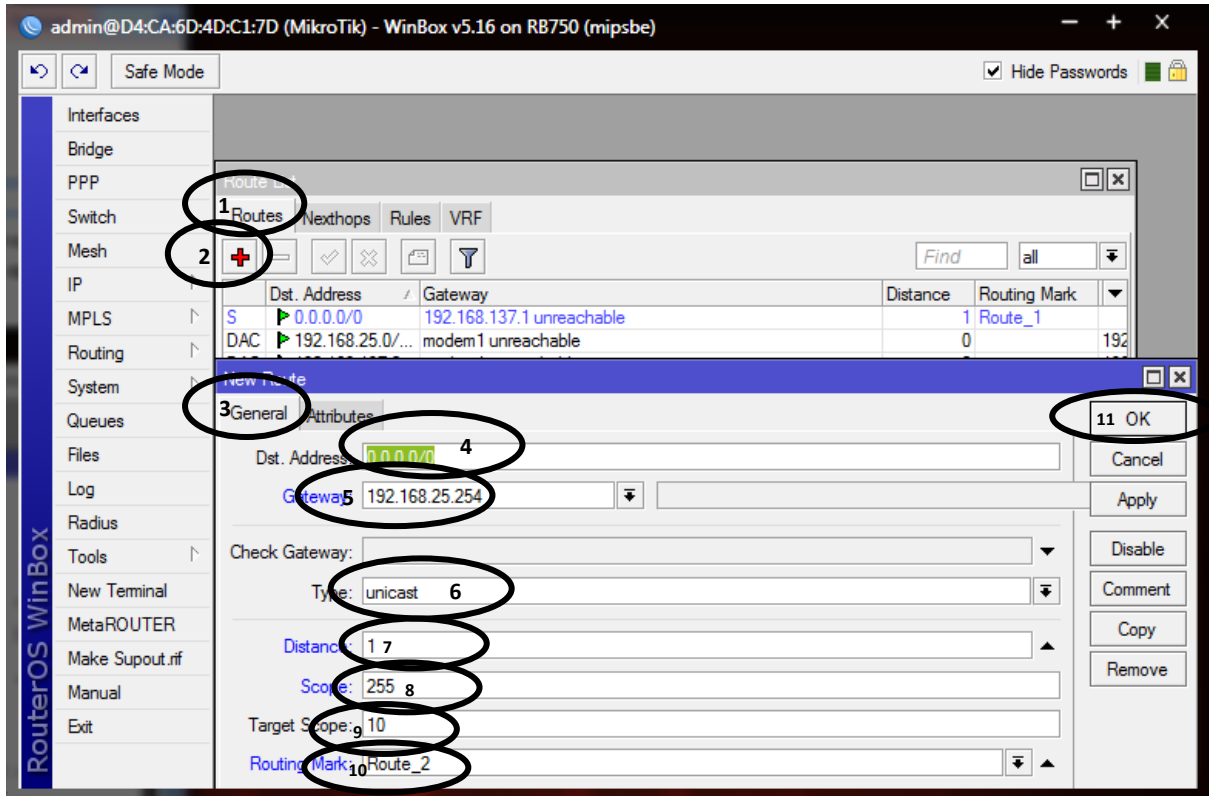 admin@D4:CA:6D:4D:C1:7D (MikroTik) - WinBox v5.16 on RB750 (mipsbe)
Safe Mode
Hide Passwords
RouterOS WinBox
Interfaces
Bridge
PPP
Switch
Mesh
IP
MPLS
Routing
System
Queues
Files
Log
Radius
Tools
New Terminal
MetaROUTER
Make Supout.rif
Manual
Exit
Route List
1 Routes Nexthops Rules VRF
2
Find all
Dst. Address Gateway Distance Routing Mark
S 0.0.0.0/0 192.168.137.1 unreachable 1 Route_1
DAC 192.168.25.0/... modem1 unreachable 0 192
New Route
3 General Attributes
Dst. Address: 0.0.0.0/0 4
Gateway: 5 192.168.25.254
Check Gateway:
Type: unicast 6
Distance: 1 7
Scope: 255 8
Target Scope: 9 10
Routing Mark: 10 Route_2
11 OK
Cancel
Apply
Disable
Comment
Copy
Remove